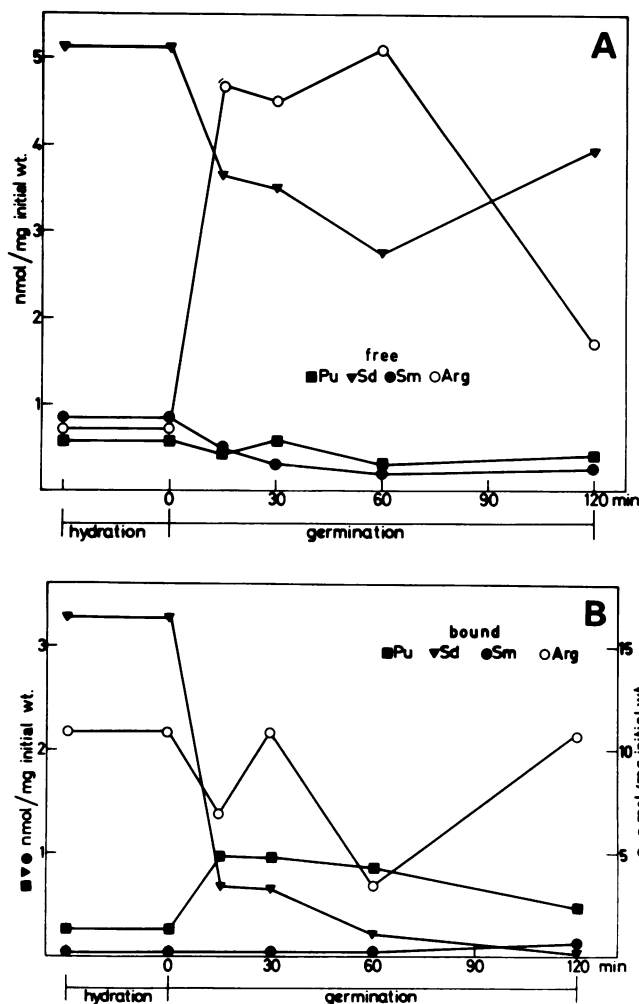 A
5
4
3
2
1
nmol/mg initial wt.
free
■Pu ▼Sd ●Sm ○Arg
0 30 60 90 120 min
hydration germination
B
bound
■Pu ▼Sd ●Sm ○Arg
3
2
1
15
10
5
■▼● nmol/mg initial wt.
initial wt.
0 30 60 90 120 min
hydration germination